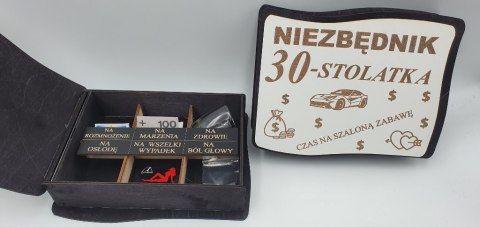 NIEZBĘDNIK
30-STOLATKA
$ $
$ $
$ $ $
CZAS NA SZALONĄ ZABAWĘ
100
NA ROZMNOŻENIE
NA MARZENIA
NA ZDROWIE
NA OSŁODĘ
NA WSZELKI WYPADEK
NA BÓL GŁOWY